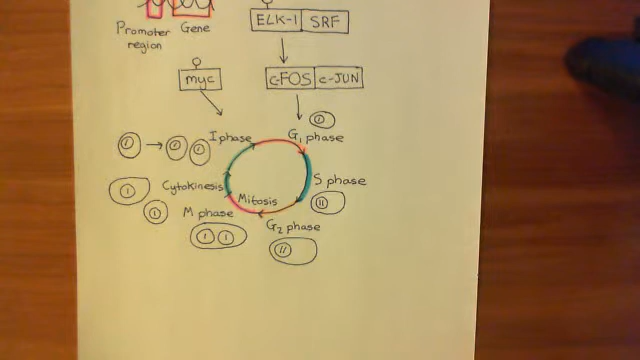 ELK-1 SRF
Promoter Gene
region
myc
c-FOS c-JUN
I phase
G1 phase
S phase
Cytokinesis
Mitosis
M phase
G2 phase